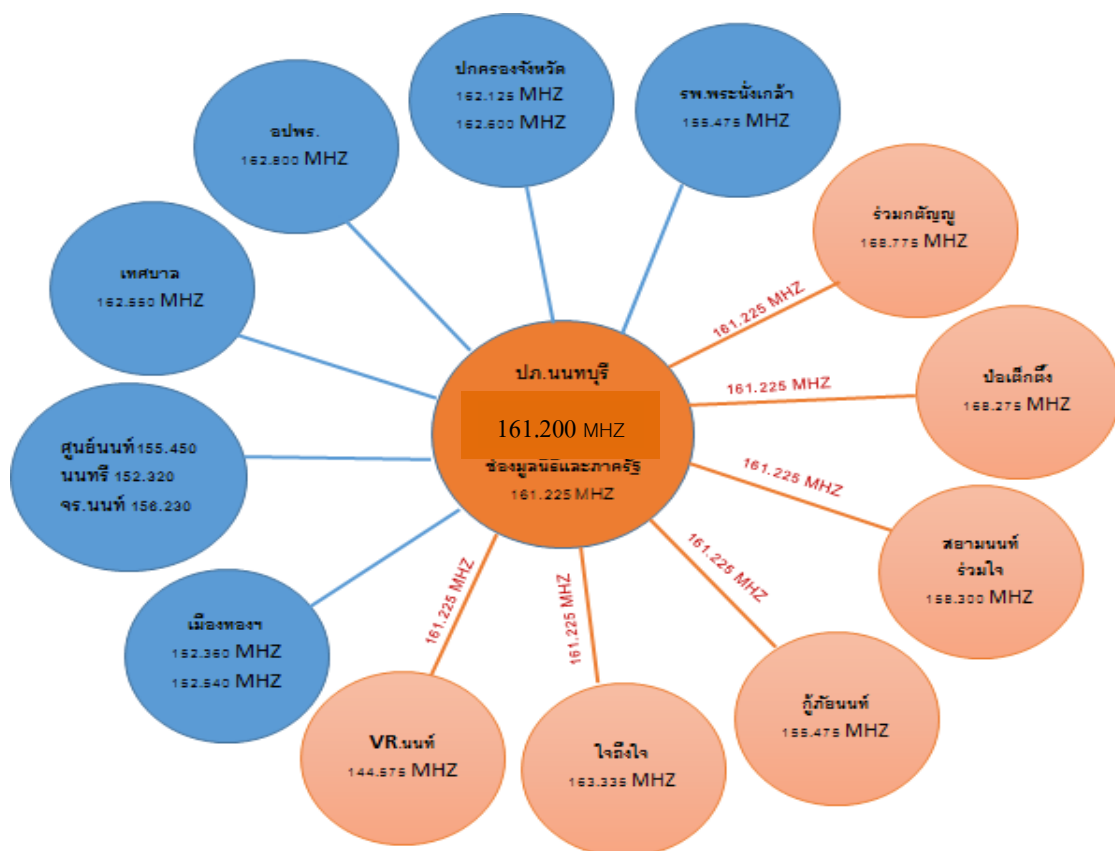 ปกครองจังหวัด
162.125 MHZ
162.600 MHZ
รพ.พระนั่งเกล้า
155.475 MHZ
อปพร.
162.800 MHZ
ร่วมกตัญญู
168.775 MHZ
เทศบาล
162.550 MHZ
161.225 MHZ
ป่อเต็กตึ๊ง
168.275 MHZ
161.225 MHZ
ปภ.นนทบุรี
161.200 MHZ
ช่องมูลนิธิและภาครัฐ
161.225 MHZ
ศูนย์นนท์155.450
นนทรี 152.320
จร.นนท์ 156.230
161.225 MHZ
สยามนนท์
ร่วมใจ
158.300 MHZ
161.225 MHZ
161.225 MHZ
161.225 MHZ
เมืองทองฯ
152.360 MHZ
152.540 MHZ
กู้ภัยนนท์
155.475 MHZ
VR.นนท์
144.575 MHZ
ใจถึงใจ
163.335 MHZ